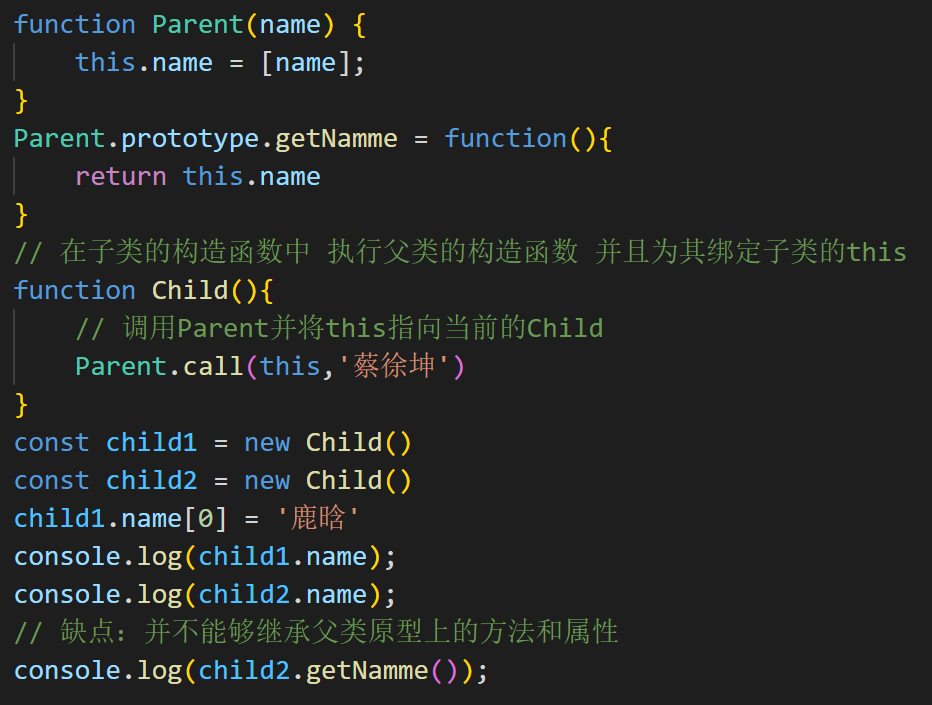 function Parent(name) {
    this.name = [name];
}
Parent.prototype.getNamme = function(){
    return this.name
}
// 在子类的构造函数中 执行父类的构造函数 并且为其绑定子类的this
function Child(){
    // 调用Parent并将this指向当前的Child
    Parent.call(this,'蔡徐坤')
}
const child1 = new Child()
const child2 = new Child()
child1.name[0] = '鹿晗'
console.log(child1.name);
console.log(child2.name);
// 缺点：并不能够继承父类原型上的方法和属性
console.log(child2.getNamme());